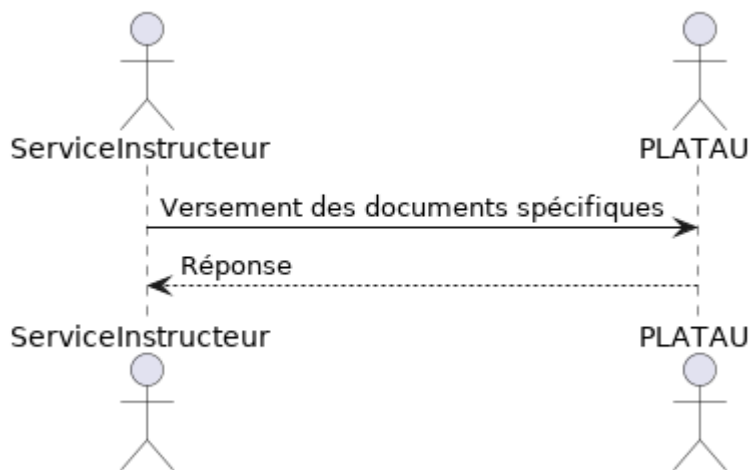 ServiceInstructeur PLATAU
Versement des documents spécifiques
Réponse
ServiceInstructeur PLATAU